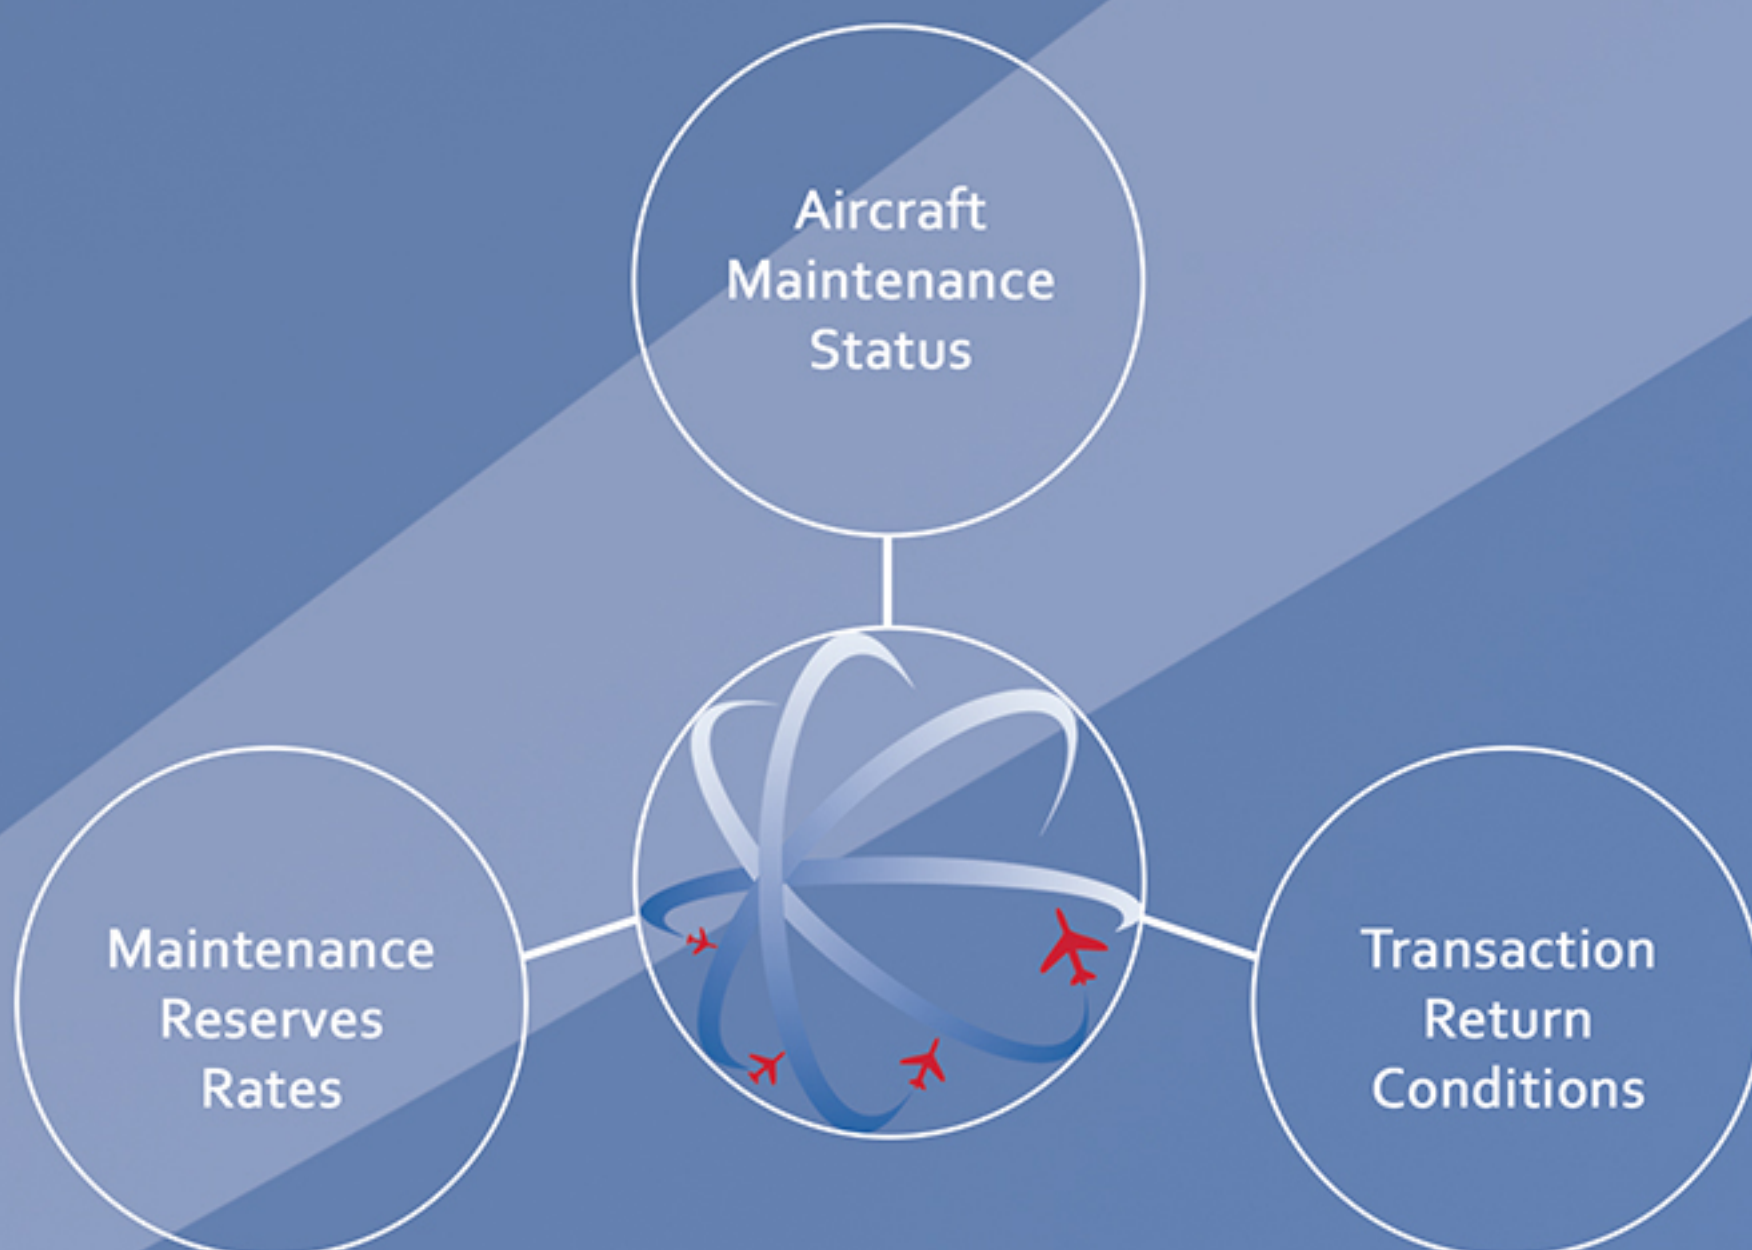 Aircraft
Maintenance
Status
Maintenance
Reserves
Rates
Transaction
Return
Conditions